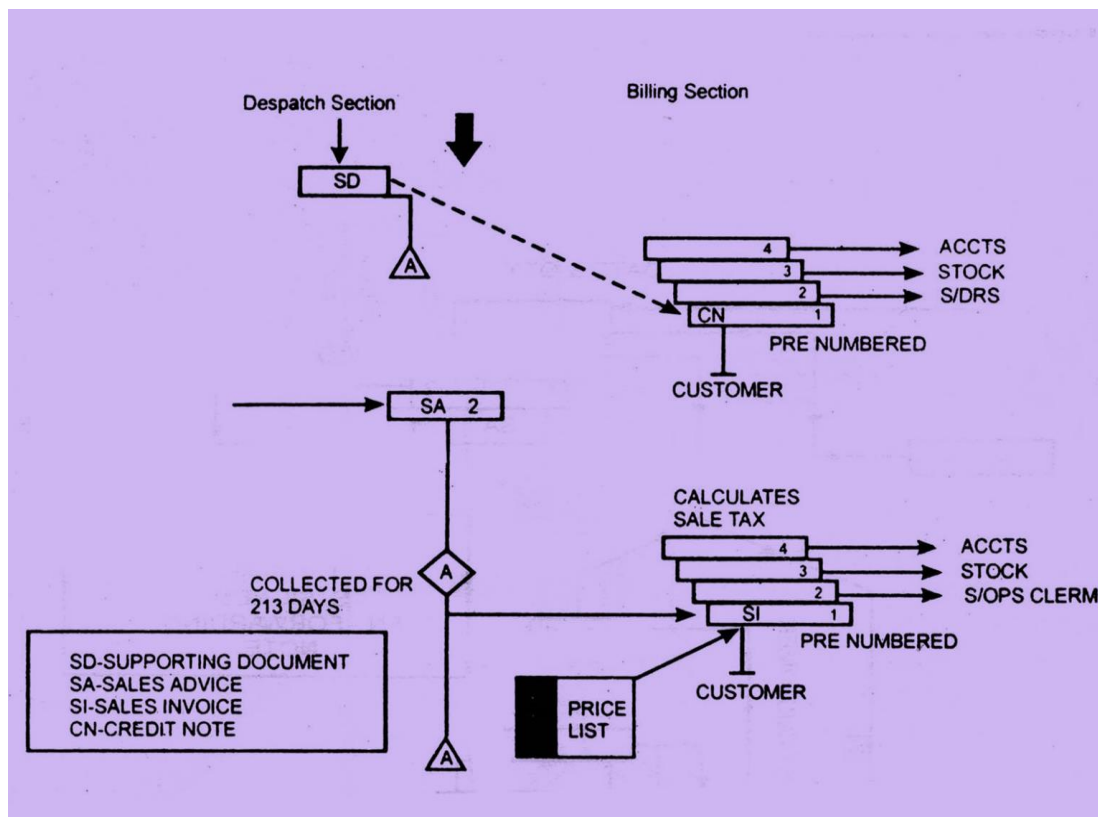 Despatch Section
Billing Section
SD
A
4 ACCTS
3 STOCK
2 S/DRS
CN 1
PRE NUMBERED
CUSTOMER
SA 2
A
COLLECTED FOR
213 DAYS
CALCULATES
SALE TAX
4 ACCTS
3 STOCK
2 S/OPS CLERM
SI 1
PRE NUMBERED
CUSTOMER
PRICE
LIST
A
SD-SUPPORTING DOCUMENT
SA-SALES ADVICE
SI-SALES INVOICE
CN-CREDIT NOTE